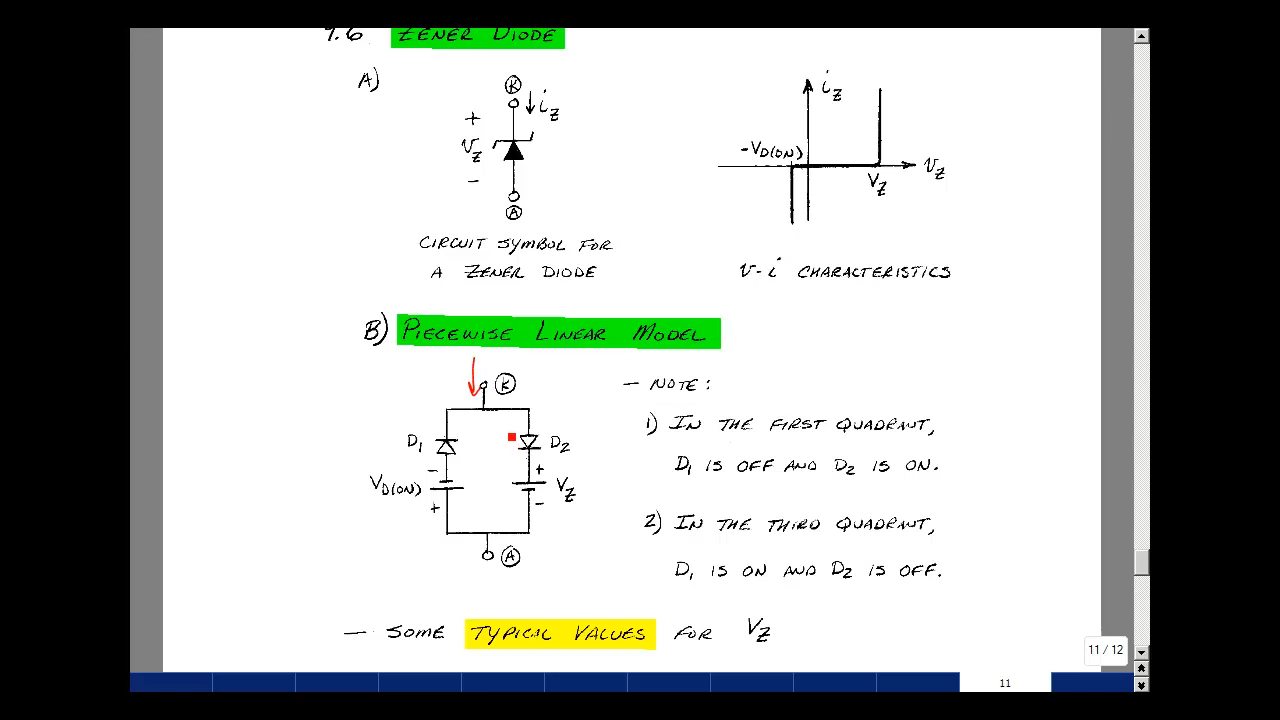 1.6 ZENER DIODE
A)
K
+ iZ
VZ
-
A
iZ
-VD(ON)
VZ
VZ
CIRCUIT SYMBOL FOR
A ZENER DIODE
V-i CHARACTERISTICS
B) PIECEWISE LINEAR MODEL
K
D1 D2
- +
VD(ON) VZ
+ -
A
- NOTE:
1) IN THE FIRST QUADRANT,
D1 IS OFF AND D2 IS ON.
2) IN THE THIRD QUADRANT,
D1 IS ON AND D2 IS OFF.
- SOME TYPICAL VALUES FOR VZ
11 / 12
11